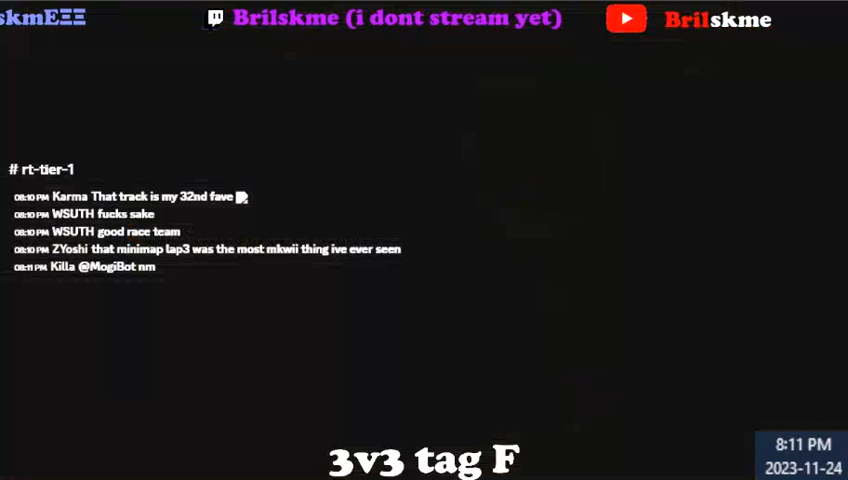 skmEΞΞ
Brilskme (i dont stream yet)
Brilskme
# rt-tier-1
08:10 PM Karma That track is my 32nd fave
08:10 PM WSUTH fucks sake
08:10 PM WSUTH good race team
08:10 PM ZYoshi that minimap lap3 was the most mkwii thing ive ever seen
08:11 PM Killa @MogiBot nm
3v3 tag F
8:11 PM
2023-11-24